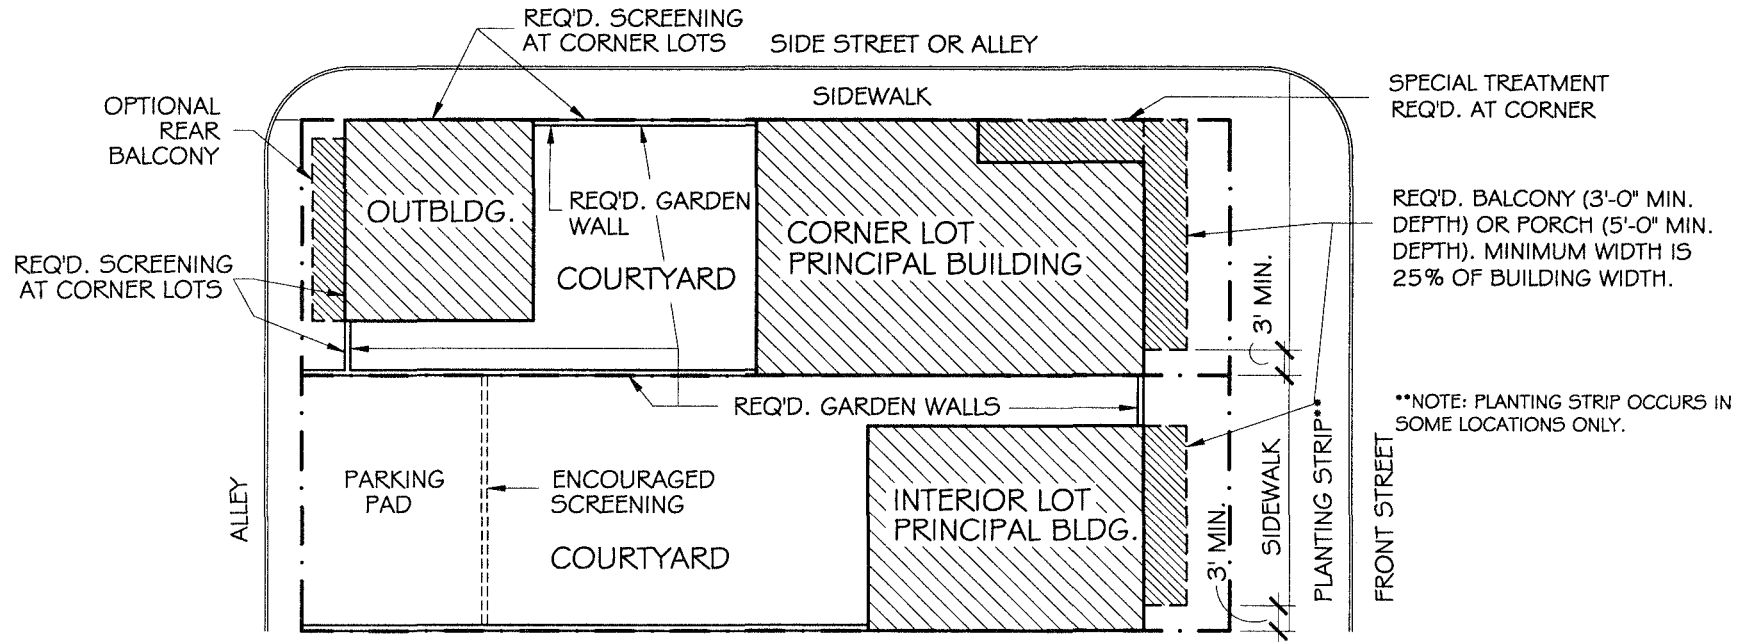 REQ'D. SCREENING
AT CORNER LOTS
SIDE STREET OR ALLEY
SIDEWALK
SPECIAL TREATMENT
REQ'D. AT CORNER
OPTIONAL
REAR
BALCONY
OUTBLDG.
REQ'D. GARDEN
WALL
COURTYARD
CORNER LOT
PRINCIPAL BUILDING
REQ'D. BALCONY (3'-0" MIN.
DEPTH) OR PORCH (5'-0" MIN.
DEPTH). MINIMUM WIDTH IS
25% OF BUILDING WIDTH.
REQ'D. SCREENING
AT CORNER LOTS
3' MIN.
REQ'D. GARDEN WALLS
**NOTE: PLANTING STRIP OCCURS IN
SOME LOCATIONS ONLY.
ALLEY
PARKING
PAD
ENCOURAGED
SCREENING
COURTYARD
INTERIOR LOT
PRINCIPAL BLDG.
3' MIN.
SIDEWALK
PLANTING STRIP**
FRONT STREET